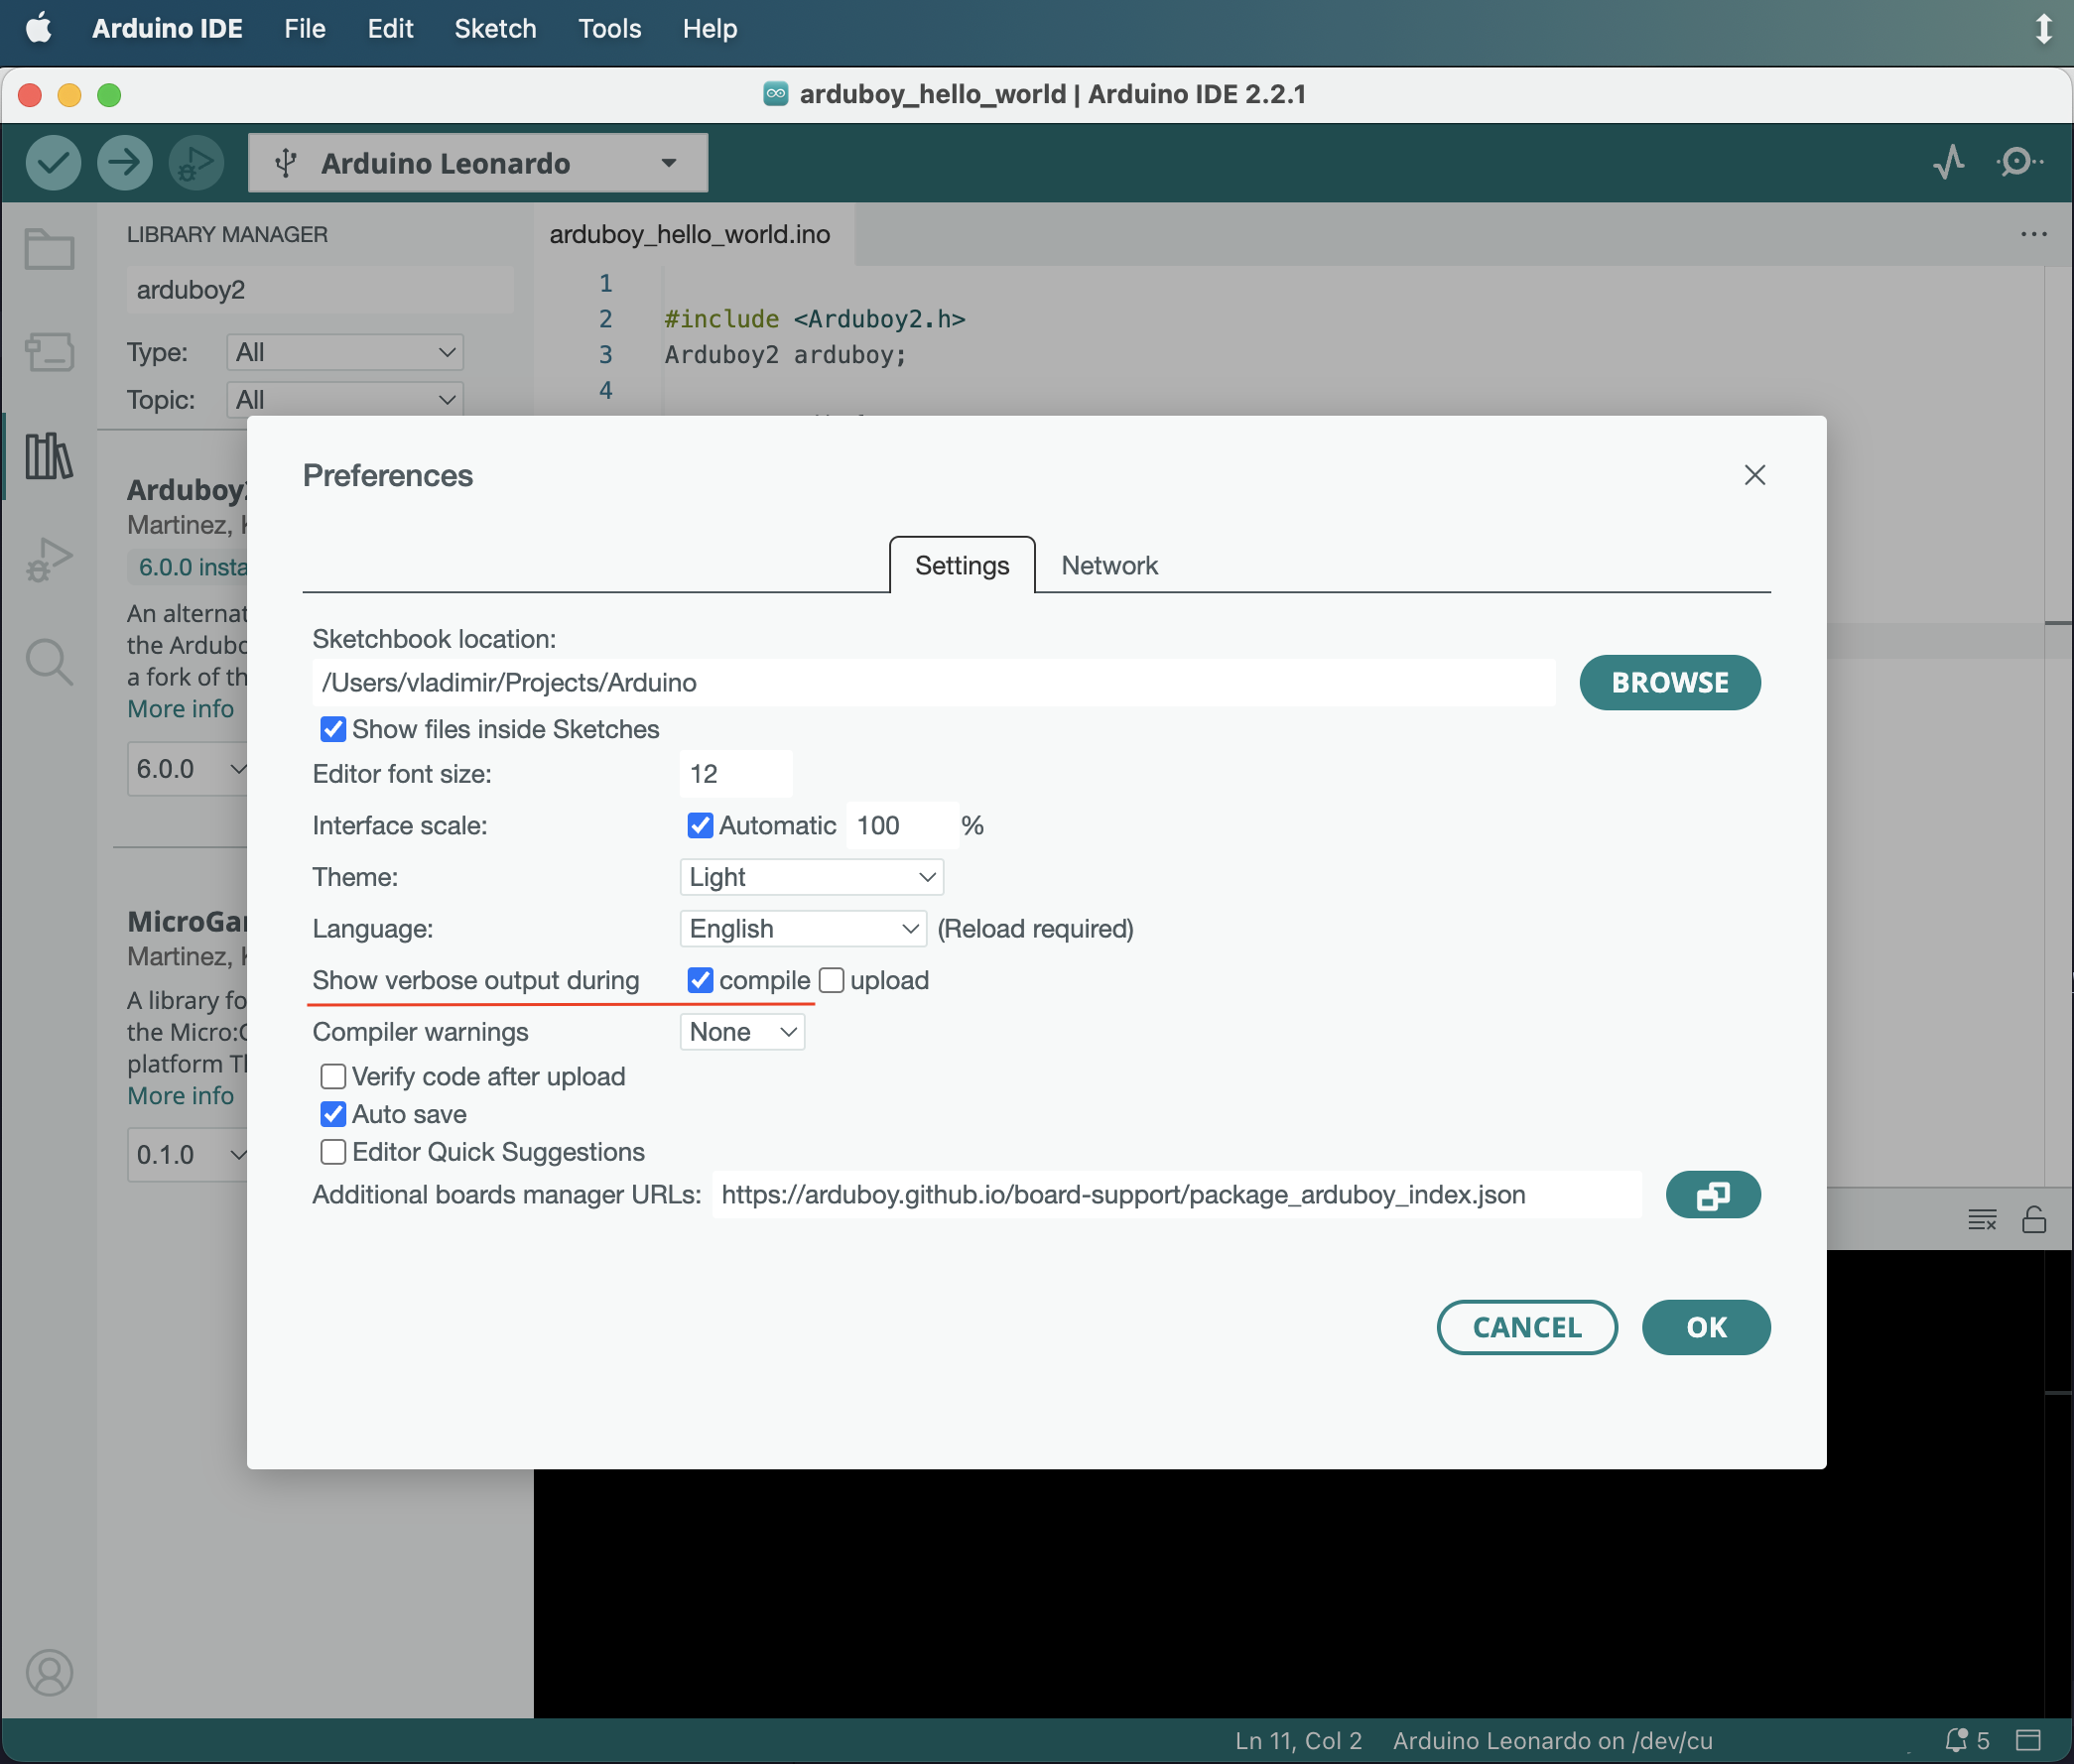 Arduino IDE File Edit Sketch Tools Help
arduboy_hello_world | Arduino IDE 2.2.1
Arduino Leonardo
LIBRARY MANAGER
arduboy2
Type: All
Topic: All
Arduboy2
Martinez, K
6.0.0 insta
An alternat
the Ardubo
a fork of th
More info
6.0.0
MicroGar
Martinez, K
A library fo
the Micro:G
platform Th
More info
0.1.0
arduboy_hello_world.ino
1
2 #include <Arduboy2.h>
3 Arduboy2 arduboy;
4
Preferences
Settings Network
Sketchbook location:
/Users/vladimir/Projects/Arduino
BROWSE
Show files inside Sketches
Editor font size: 12
Interface scale: Automatic 100 %
Theme: Light
Language: English (Reload required)
Show verbose output during compile upload
Compiler warnings None
Verify code after upload
Auto save
Editor Quick Suggestions
Additional boards manager URLs: https://arduboy.github.io/board-support/package_arduboy_index.json
CANCEL OK
Ln 11, Col 2 Arduino Leonardo on /dev/cu 5